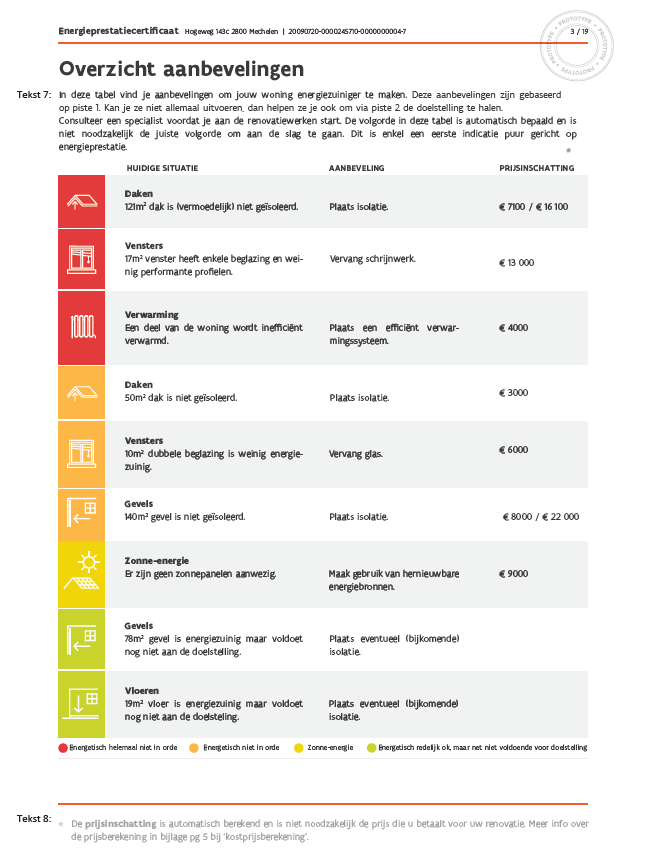 Energieprestatiecertificaat Hogeweg 143c 2800 Mechelen | 20090720-0000245710-00000000004-7
3 / 19
PROTOTYPE • PROTOTYPE • PROTOTYPE • PROTOTYPE •
Overzicht aanbevelingen
Tekst 7: In deze tabel vind je aanbevelingen om jouw woning energiezuiniger te maken. Deze aanbevelingen zijn gebaseerd
op piste 1. Kan je ze niet allemaal uitvoeren, dan helpen ze je ook om via piste 2 de doelstelling te halen.
Consulteer een specialist voordat je aan de renovatiewerken start. De volgorde in deze tabel is automatisch bepaald en is
niet noodzakelijk de juiste volgorde om aan de slag te gaan. Dit is enkel een eerste indicatie puur gericht op
energieprestatie.
*
HUIDIGE SITUATIE AANBEVELING PRIJSINSCHATTING
Daken
121m² dak is (vermoedelijk) niet geïsoleerd. Plaats isolatie. € 7100 / € 16 100
Vensters
17m² venster heeft enkele beglazing en wei- Vervang schrijnwerk. € 13 000
nig performante profielen.
Verwarming
Een deel van de woning wordt inefficiënt Plaats een efficiënt verwar- € 4000
verwarmd. mingssysteem.
Daken
50m² dak is niet geïsoleerd. Plaats isolatie. € 3000
Vensters
10m² dubbele beglazing is weinig energie- Vervang glas. € 6000
zuinig.
Gevels
140m² gevel is niet geïsoleerd. Plaats isolatie. € 8000 / € 22 000
Zonne-energie
Er zijn geen zonnepanelen aanwezig. Maak gebruik van hernieuwbare € 9000
energiebronnen.
Gevels
78m² gevel is energiezuinig maar voldoet Plaats eventueel (bijkomende)
nog niet aan de doelstelling. isolatie.
Vloeren
19m² vloer is energiezuinig maar voldoet Plaats eventueel (bijkomende)
nog niet aan de doelsteling. isolatie.
Energetisch helemaal niet in orde Energetisch niet in orde Zonne-energie Energetisch redelijk ok, maar net niet voldoende voor doelstelling
Tekst 8: * De prijsinschatting is automatisch berekend en is niet noodzakelijk de prijs die u betaalt voor uw renovatie. Meer info over
de prijsberekening in bijlage pg 5 bij 'kostprijsberekening'.